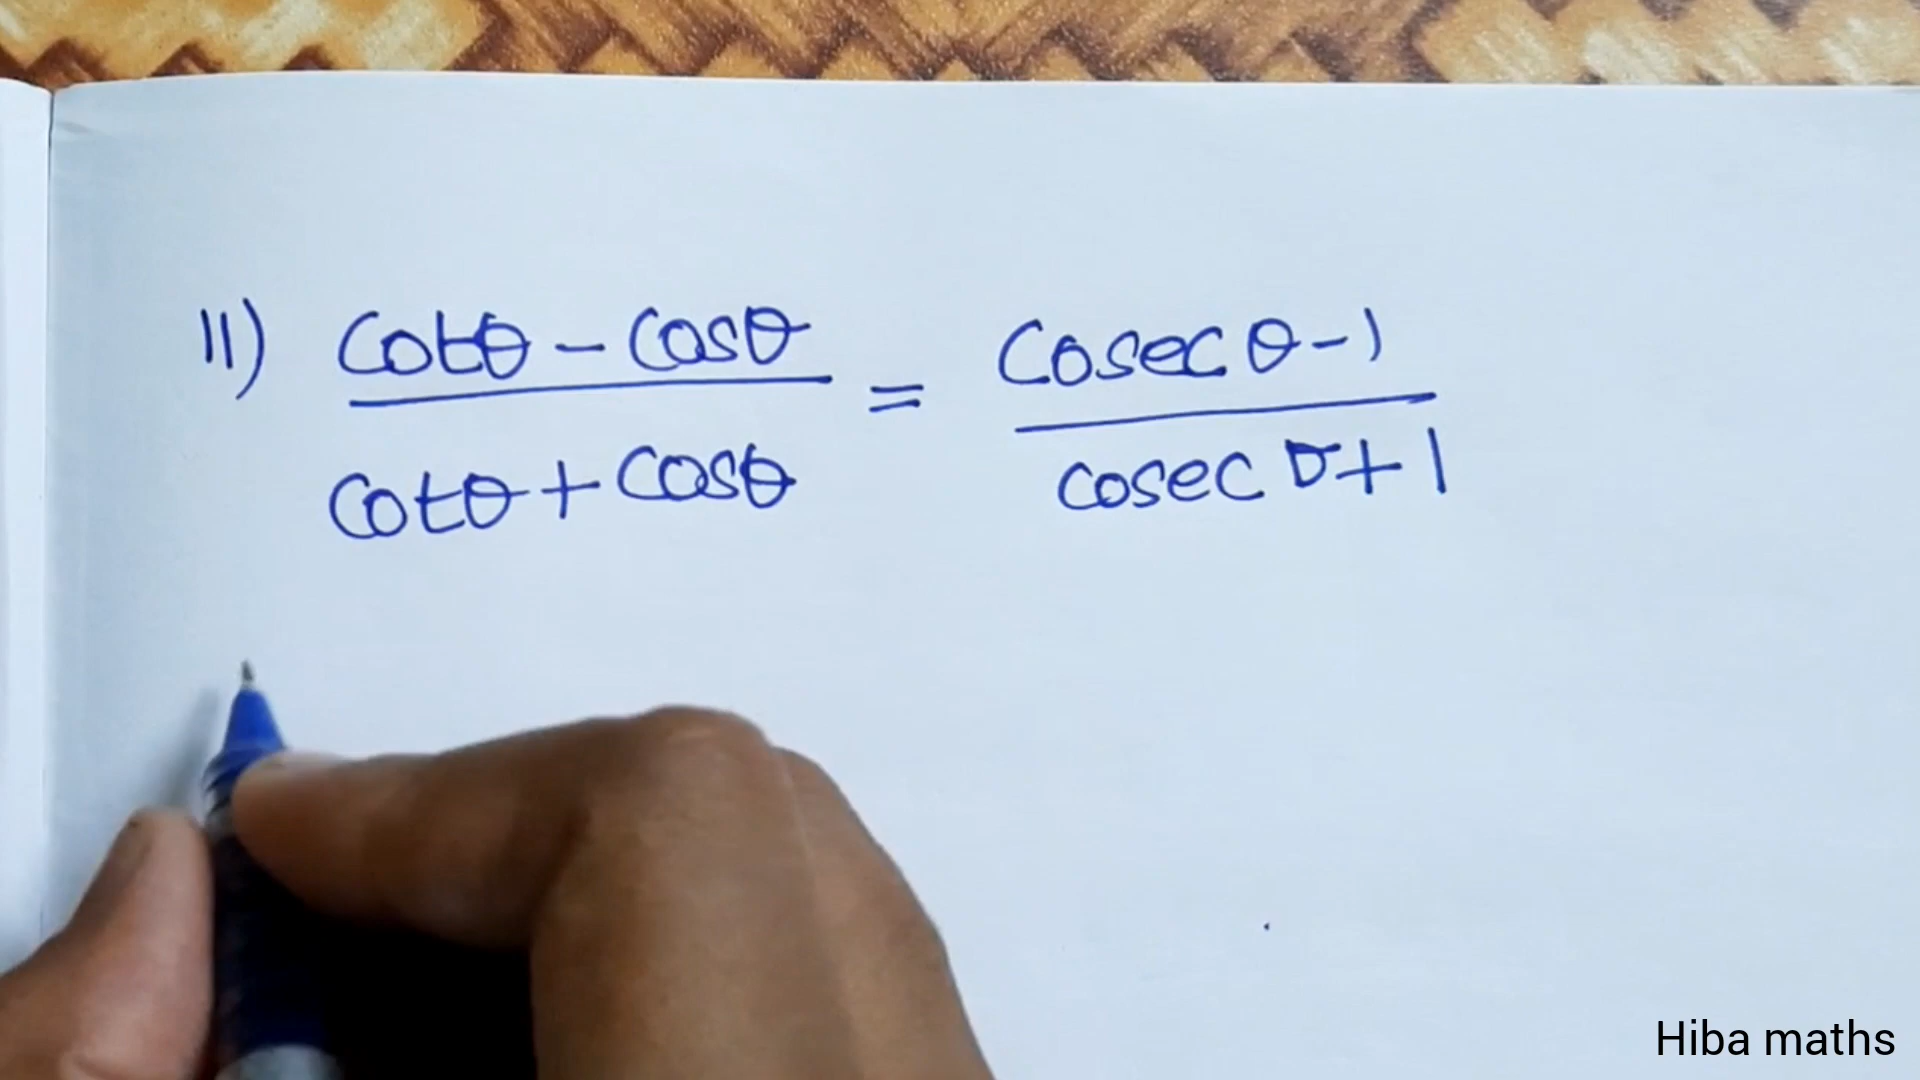 11) cotθ - cosθ / cotθ + cosθ = cosec θ - 1 / cosec θ + 1
Hiba maths